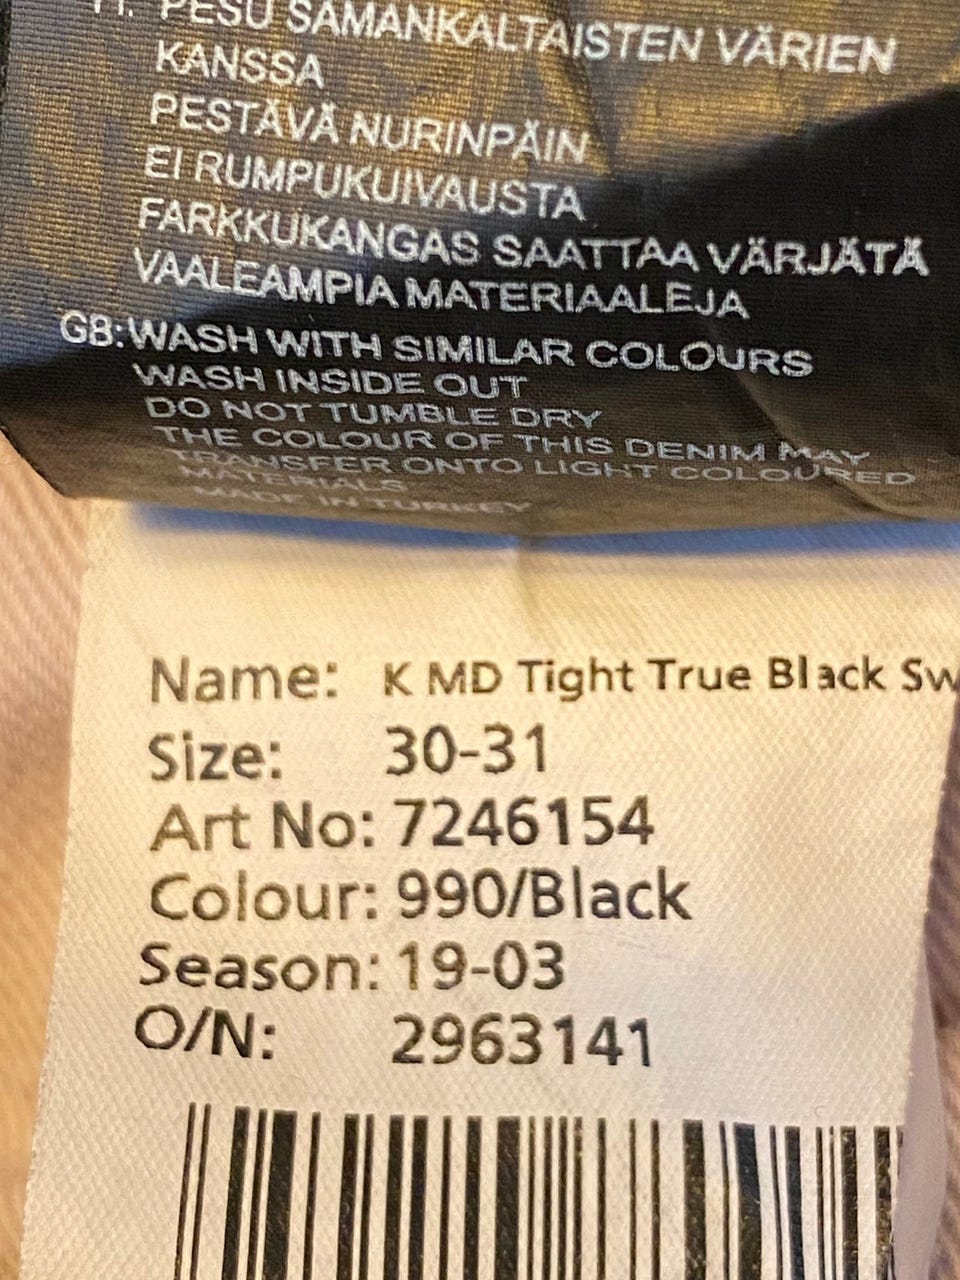 PESU SAMANKALTAISTEN VÄRIEN
KANSSA
PESTÄVÄ NURINPÄIN
EI RUMPUKUIVAUSTA
FARKKUKANGAS SAATTAA VÄRJÄTÄ
VAALEAMPIA MATERIAALEJA
GB: WASH WITH SIMILAR COLOURS
WASH INSIDE OUT
DO NOT TUMBLE DRY
THE COLOUR OF THIS DENIM MAY
TRANSFER ONTO LIGHT COLOURED
MATERIALS
MADE IN TURKEY
Name: K MD Tight True Black Sw
Size: 30-31
Art No: 7246154
Colour: 990/Black
Season: 19-03
O/N: 2963141